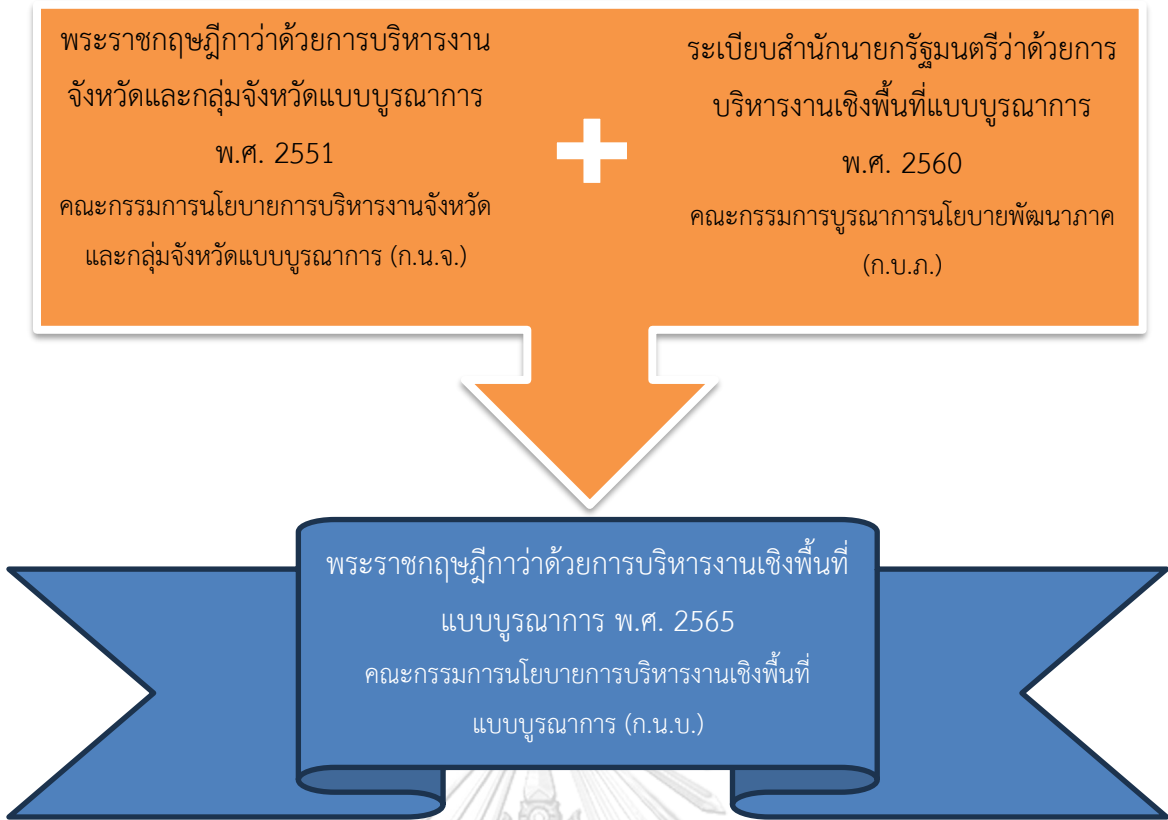 พระราชกฤษฎีกาว่าด้วยการบริหารงาน
จังหวัดและกลุ่มจังหวัดแบบบูรณาการ
พ.ศ. 2551
คณะกรรมการนโยบายการบริหารงานจังหวัด
และกลุ่มจังหวัดแบบบูรณาการ (ก.น.จ.)
+
ระเบียบสำนักนายกรัฐมนตรีว่าด้วยการ
บริหารงานเชิงพื้นที่แบบบูรณาการ
พ.ศ. 2560
คณะกรรมการบูรณาการนโยบายพัฒนาภาค
(ก.บ.ภ.)
พระราชกฤษฎีกาว่าด้วยการบริหารงานเชิงพื้นที่
แบบบูรณาการ พ.ศ. 2565
คณะกรรมการนโยบายการบริหารงานเชิงพื้นที่
แบบบูรณาการ (ก.น.บ.)